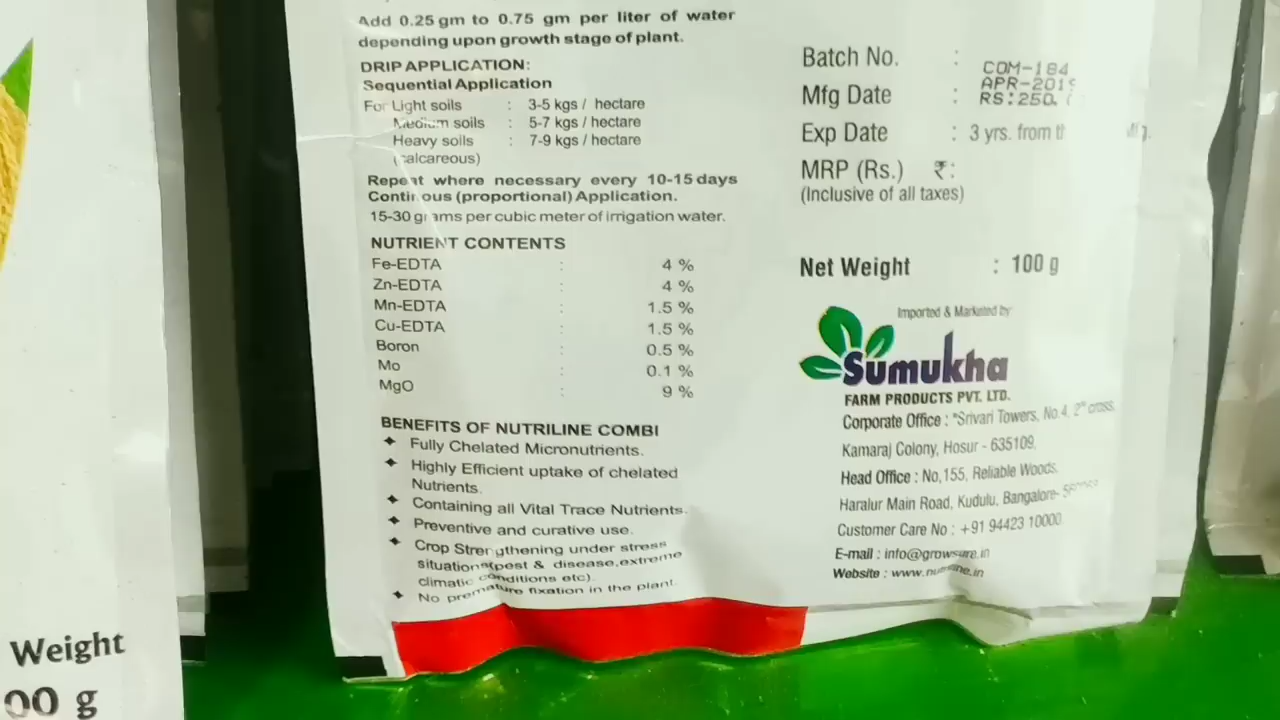 Add 0.25 gm to 0.75 gm per liter of water
depending upon growth stage of plant.
DRIP APPLICATION:
Sequential Application
For Light soils : 3-5 kgs / hectare
Medium soils : 5-7 kgs / hectare
Heavy soils : 7-9 kgs / hectare
(calcareous)
Repeat where necessary every 10-15 days
Continuous (proportional) Application.
15-30 grams per cubic meter of irrigation water.
NUTRIENT CONTENTS
Fe-EDTA : 4 %
Zn-EDTA : 4 %
Mn-EDTA : 1.5 %
Cu-EDTA : 1.5 %
Boron : 0.5 %
Mo : 0.1 %
MgO : 9 %
BENEFITS OF NUTRILINE COMBI
✦ Fully Chelated Micronutrients.
✦ Highly Efficient uptake of chelated
Nutrients.
✦ Containing all Vital Trace Nutrients.
✦ Preventive and curative use.
✦ Crop Strengthening under stress
situations(pest & disease,extreme
climatic conditions etc).
✦ No premature fixation in the plant.
Batch No. : COM-184
Mfg Date : APR-201
RS:250.
Exp Date : 3 yrs. from
MRP (Rs.) ₹:
(Inclusive of all taxes)
Net Weight : 100 g
Imported & Marketed by
Sumukha
FARM PRODUCTS PVT. LTD.
Corporate Office : "Srivari Towers, No.4, 2nd cross,
Kamaraj Colony, Hosur - 635109.
Head Office : No,155, Reliable Woods,
Haralur Main Road, Kudulu, Bangalore-
Customer Care No : +91 94423 10000
E-mail : info@growsure.in
Website :
Weight
00 g